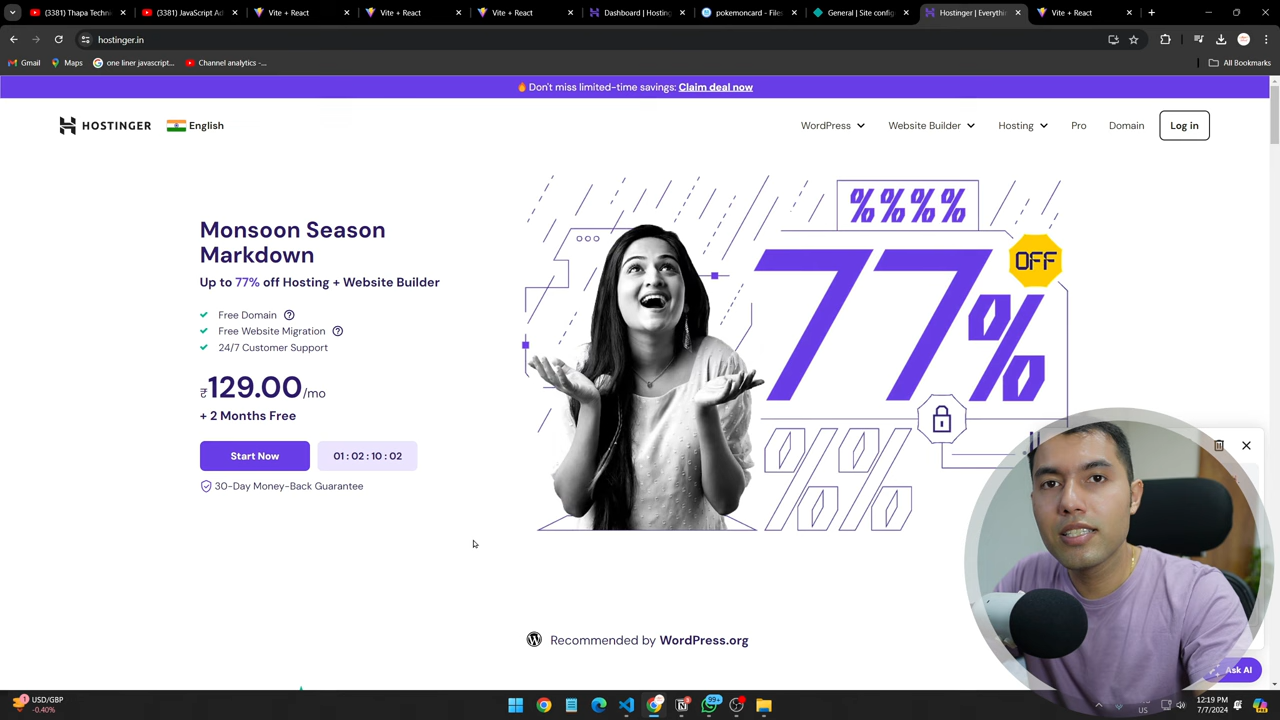 (3381) Thapa Techni
(3381) JavaScript Ad
Vite + React
Vite + React
Vite + React
Dashboard | Hosting
pokemoncard - Files
General | Site config
Hostinger | Everythin
Vite + React
hostinger.in
Gmail
Maps
one liner javascript...
Channel analytics -...
All Bookmarks
Don't miss limited-time savings: Claim deal now
HOSTINGER
English
WordPress
Website Builder
Hosting
Pro
Domain
Log in
%%%%
Monsoon Season
Markdown
Up to 77% off Hosting + Website Builder
77%
OFF
Free Domain
Free Website Migration
24/7 Customer Support
₹129.00/mo
+ 2 Months Free
Start Now
01 : 02 : 10 : 02
30-Day Money-Back Guarantee
%%
Recommended by WordPress.org
Ask AI
USD/GBP
-0.40%
99+
US
12:19 PM
7/7/2024